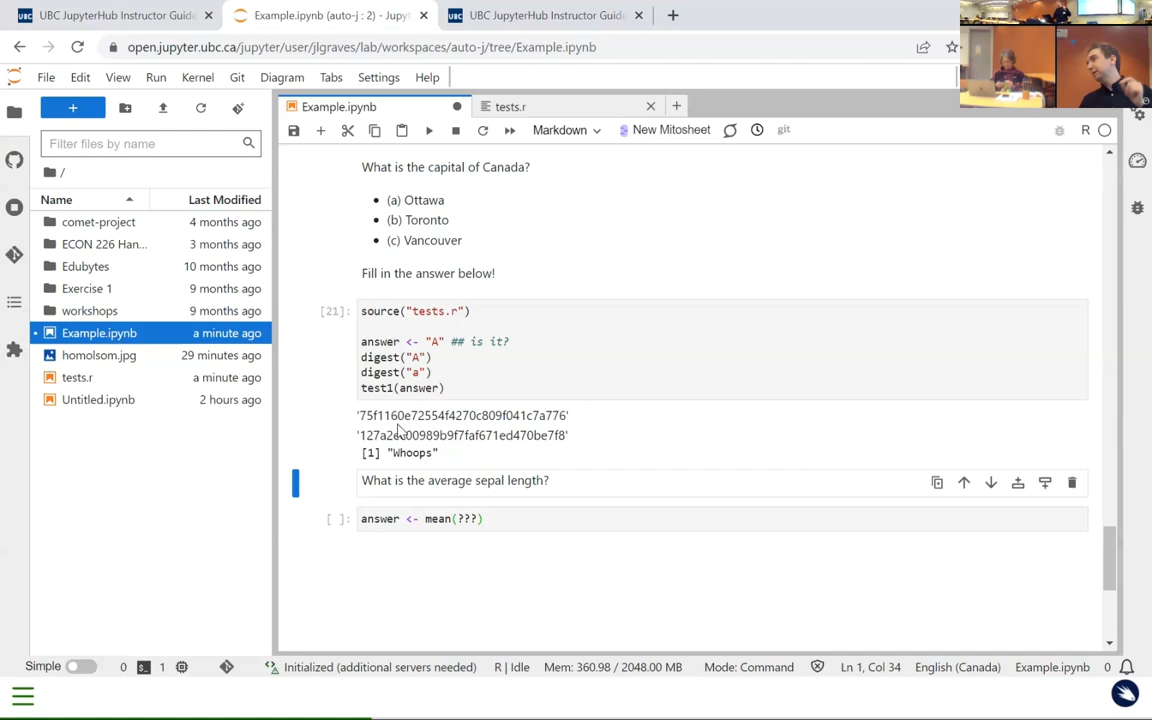 UBC JupyterHub Instructor Guide
Example.ipynb (auto-j : 2) - Jupyt
UBC JupyterHub Instructor Guide
open.jupyter.ubc.ca/jupyter/user/jlgraves/lab/workspaces/auto-j/tree/Example.ipynb
File Edit View Run Kernel Git Diagram Tabs Settings Help
Example.ipynb
tests.r
Markdown
New Mitosheet
git
R
Filter files by name
/
Name Last Modified
comet-project 4 months ago
ECON 226 Han... 3 months ago
Edubytes 10 months ago
Exercise 1 9 months ago
workshops 9 months ago
Example.ipynb a minute ago
homolsom.jpg 29 minutes ago
tests.r a minute ago
Untitled.ipynb 2 hours ago
What is the capital of Canada?
(a) Ottawa
(b) Toronto
(c) Vancouver
Fill in the answer below!
[21]: source("tests.r")
answer <- "A" ## is it?
digest("A")
digest("a")
test1(answer)
'75f1160e72554f4270c809f041c7a776'
[1] "Whoops"
What is the average sepal length?
[ ]: answer <- mean(???)
Simple 0 1 Initialized (additional servers needed) R | Idle Mem: 360.98 / 2048.00 MB Mode: Command Ln 1, Col 34 English (Canada) Example.ipynb 0